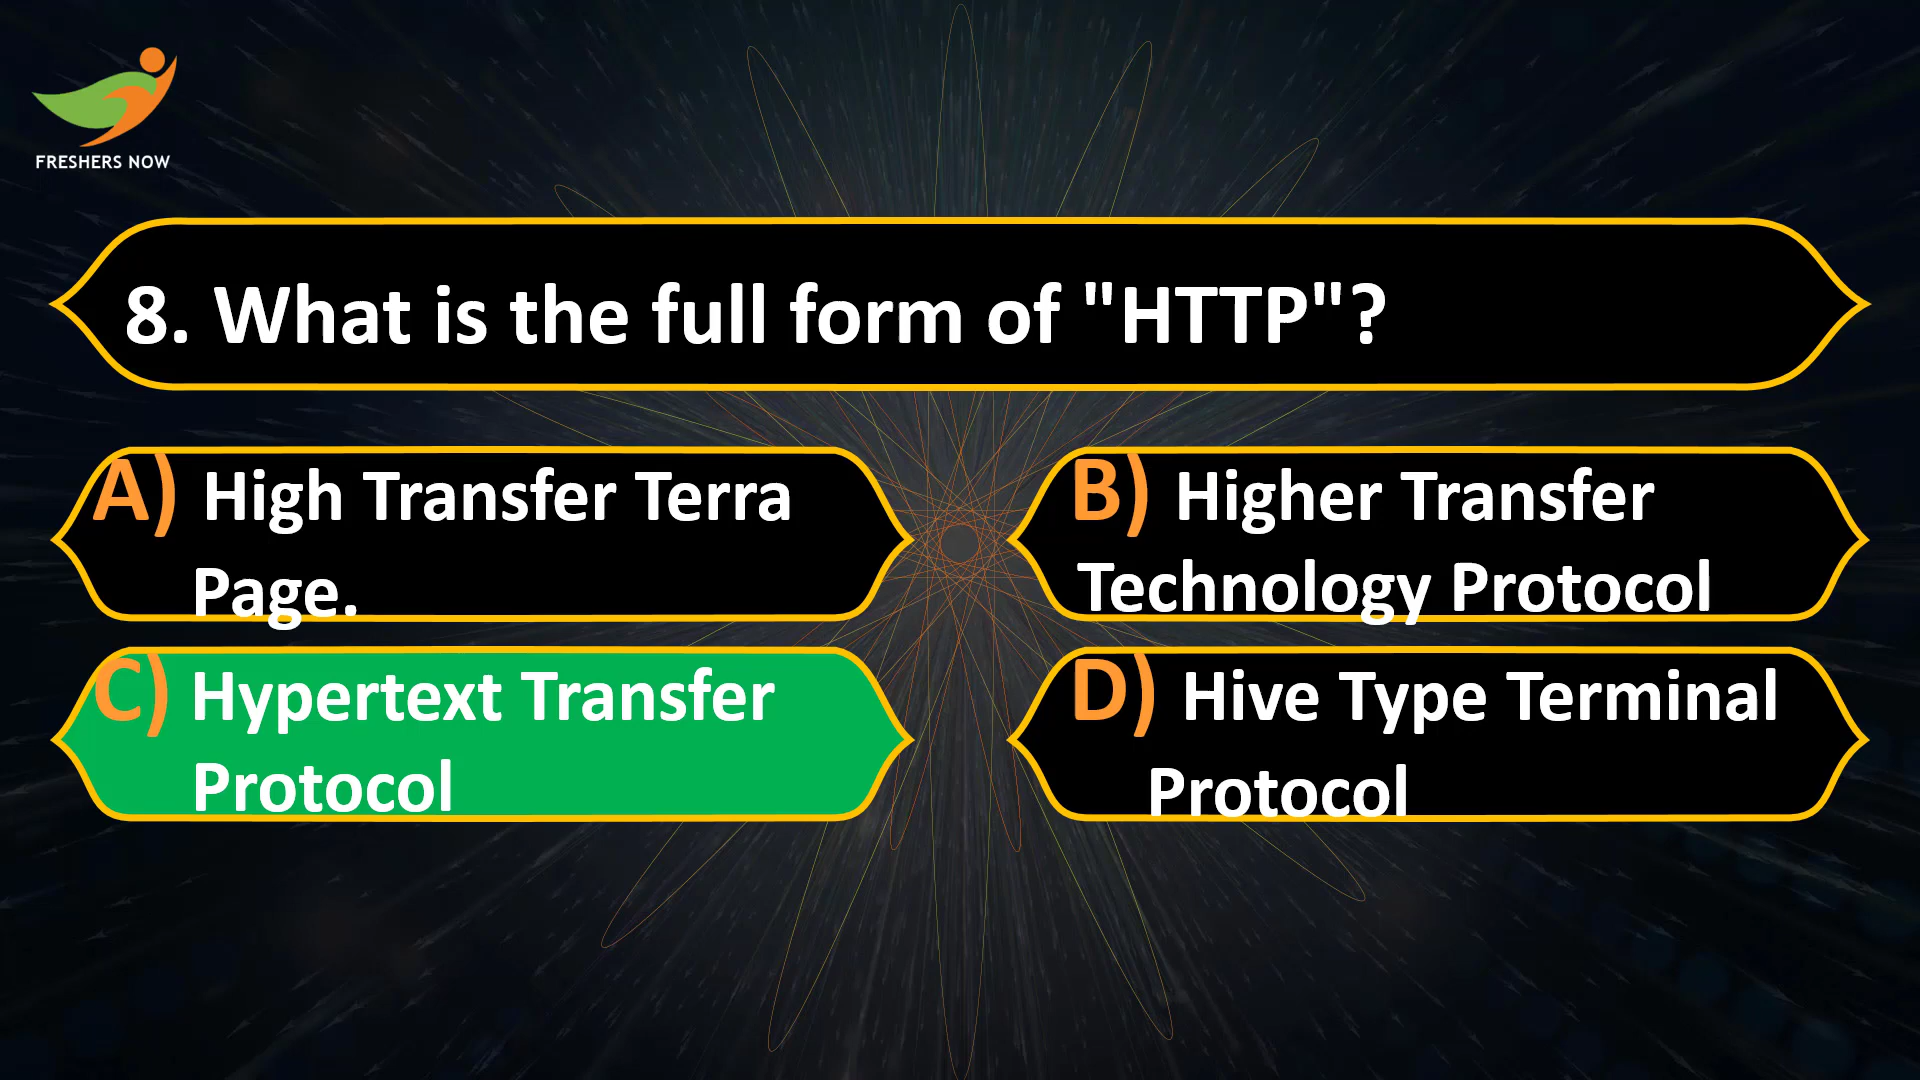 FRESHERS NOW
8. What is the full form of "HTTP"?
A) High Transfer Terra
Page.
B) Higher Transfer
Technology Protocol
C) Hypertext Transfer
Protocol
D) Hive Type Terminal
Protocol